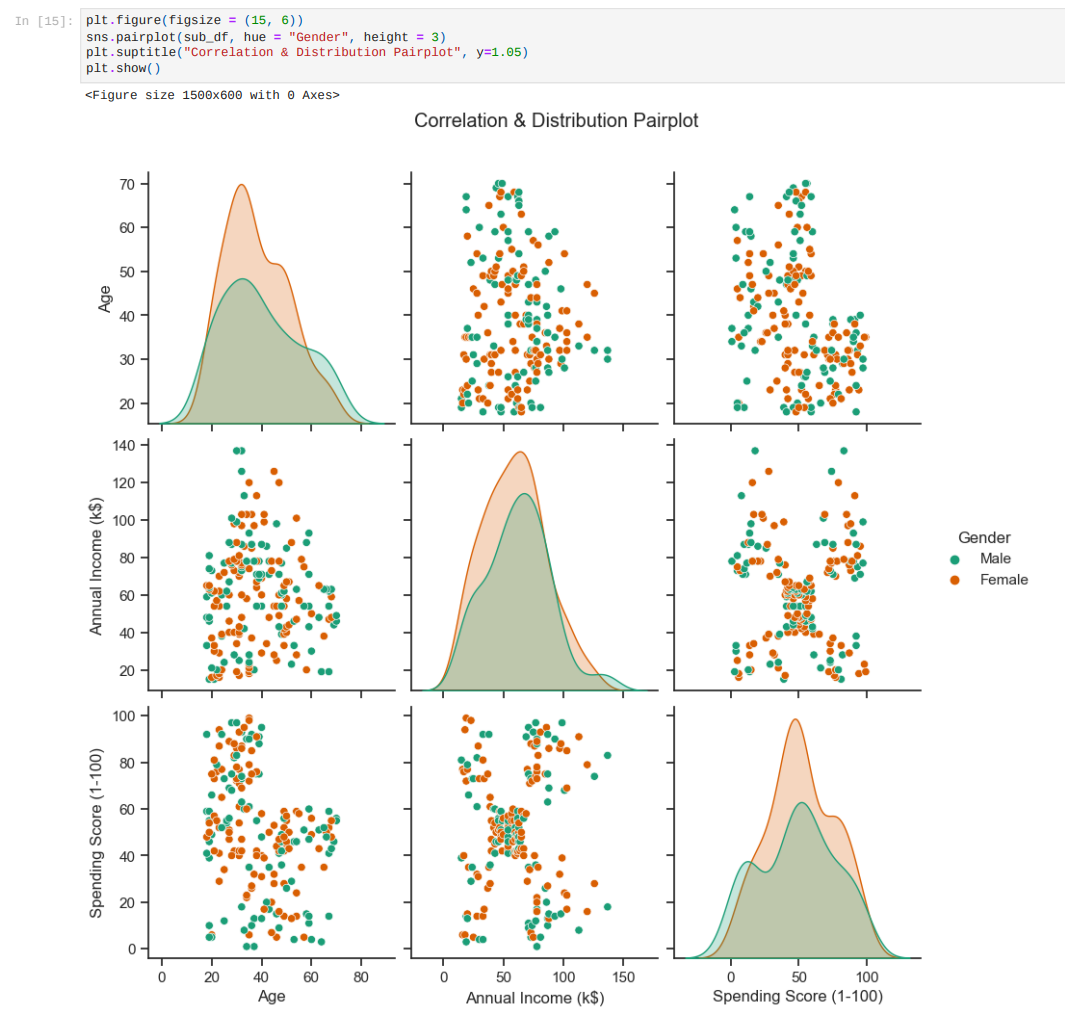 In [15]:
plt.figure(figsize = (15, 6))
sns.pairplot(sub_df, hue = "Gender", height = 3)
plt.suptitle("Correlation & Distribution Pairplot", y=1.05)
plt.show()
<Figure size 1500x600 with 0 Axes>
Correlation & Distribution Pairplot
70
60
50
40
30
20
Age
140
120
100
80
60
40
20
Annual Income (k$)
Gender
Male
Female
100
80
60
40
20
0
Spending Score (1-100)
0 20 40 60 80
0 50 100 150
0 50 100
Age
Annual Income (k$)
Spending Score (1-100)